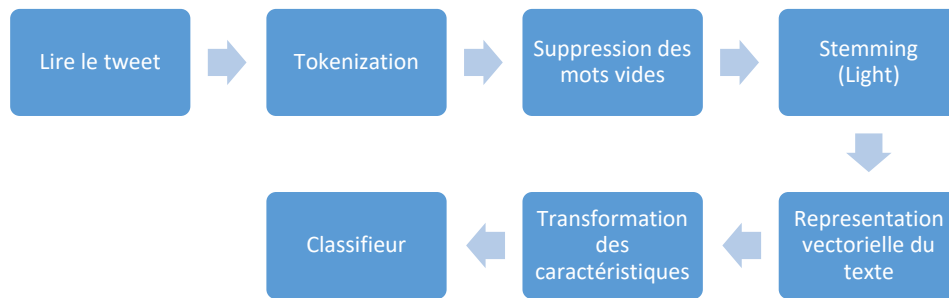 Lire le tweet
Tokenization
Suppression des
mots vides
Stemming
(Light)
Representation
vectorielle du
texte
Transformation
des
caractéristiques
Classifieur